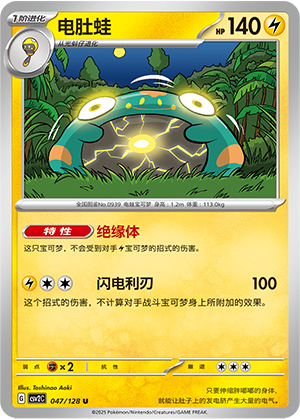 1阶进化
电肚蛙
HP 140
从光蚪仔进化
全国图鉴No.0939 电蛙宝可梦 身高：1.2m 体重：113.0kg
特性 绝缘体
这只宝可梦，不会受到对手宝可梦的招式的伤害。
闪电利刃 100
这个招式的伤害，不计算对手战斗宝可梦身上所附加的效果。
弱点 ×2 抗性 撤退
Illus. Toshinao Aoki
G CSV2C 047/128 U
只要伸缩胖嘟嘟的身体，
就能让肚子上的发电脐产生大量的电气。
©2025 Pokémon/Nintendo/Creatures/GAME FREAK.